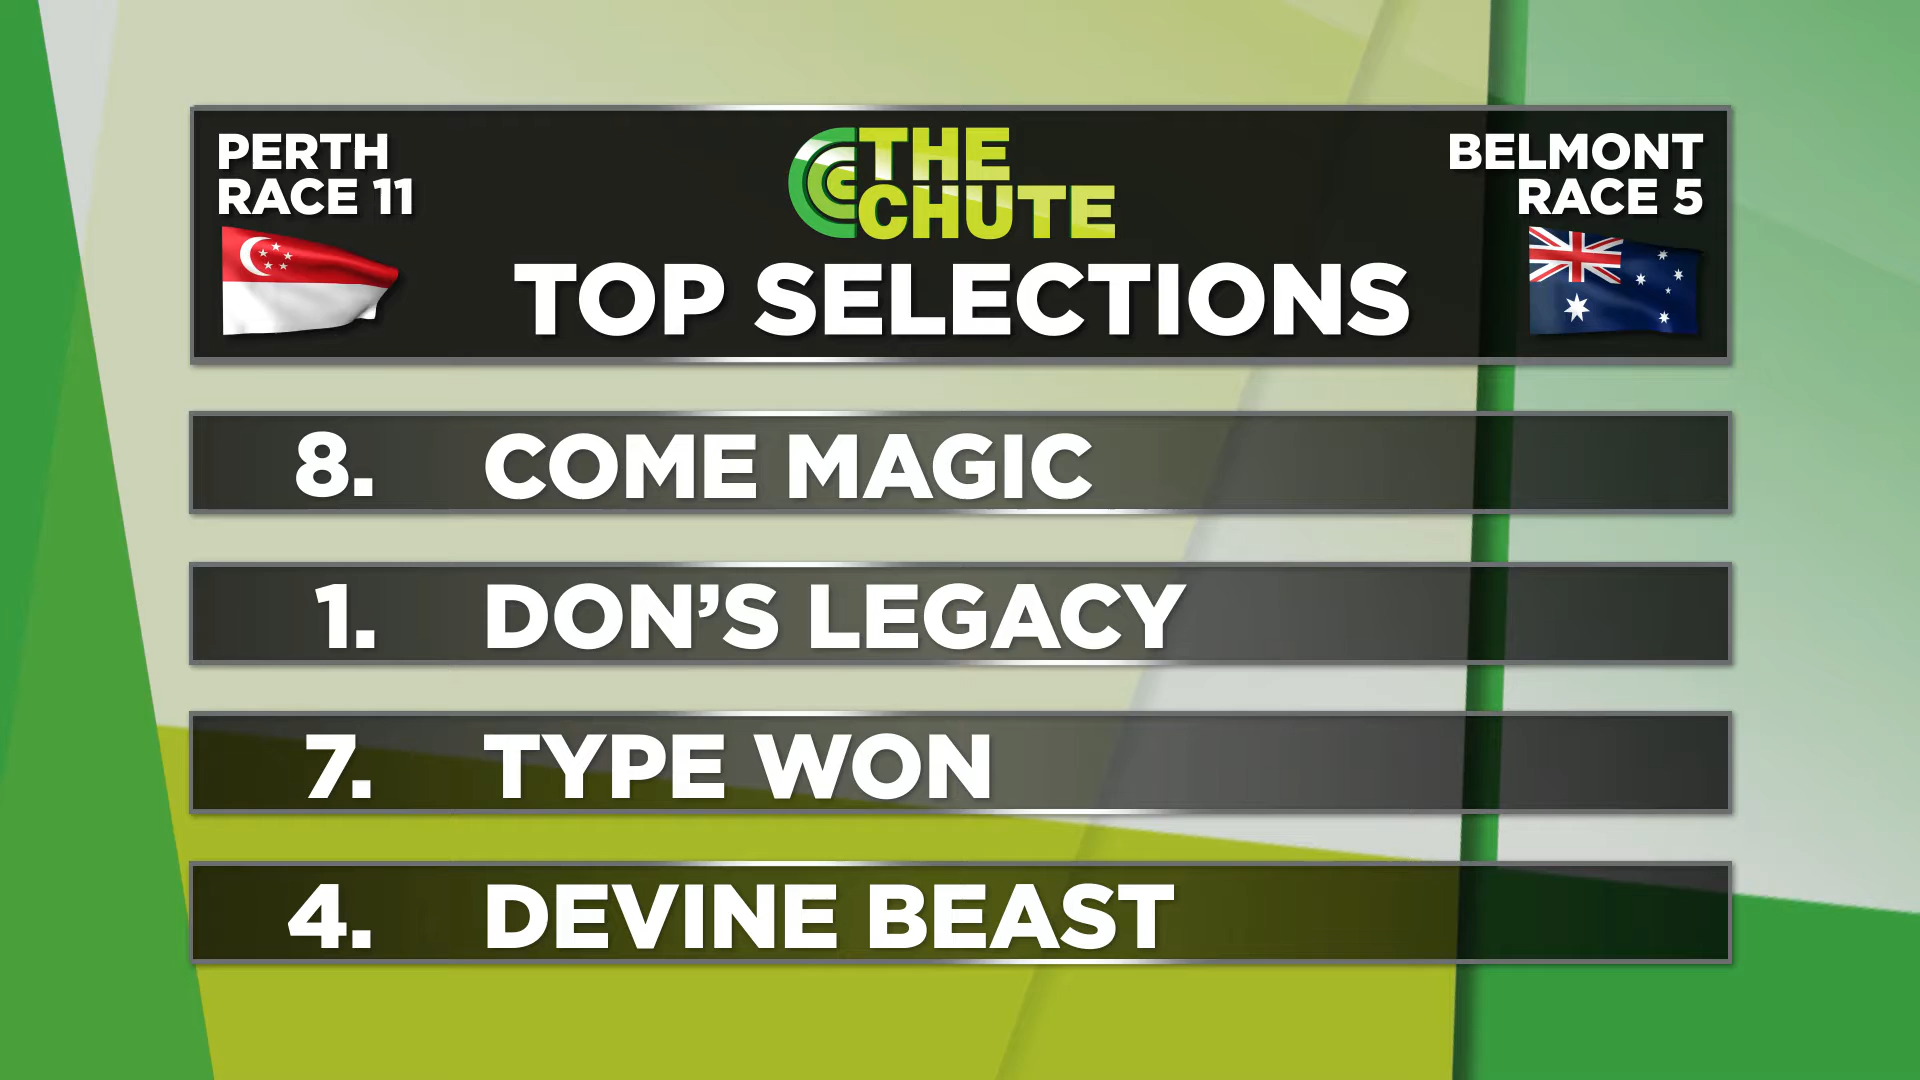 PERTH
RACE 11
THE
CHUTE
BELMONT
RACE 5
TOP SELECTIONS
8. COME MAGIC
1. DON’S LEGACY
7. TYPE WON
4. DEVINE BEAST